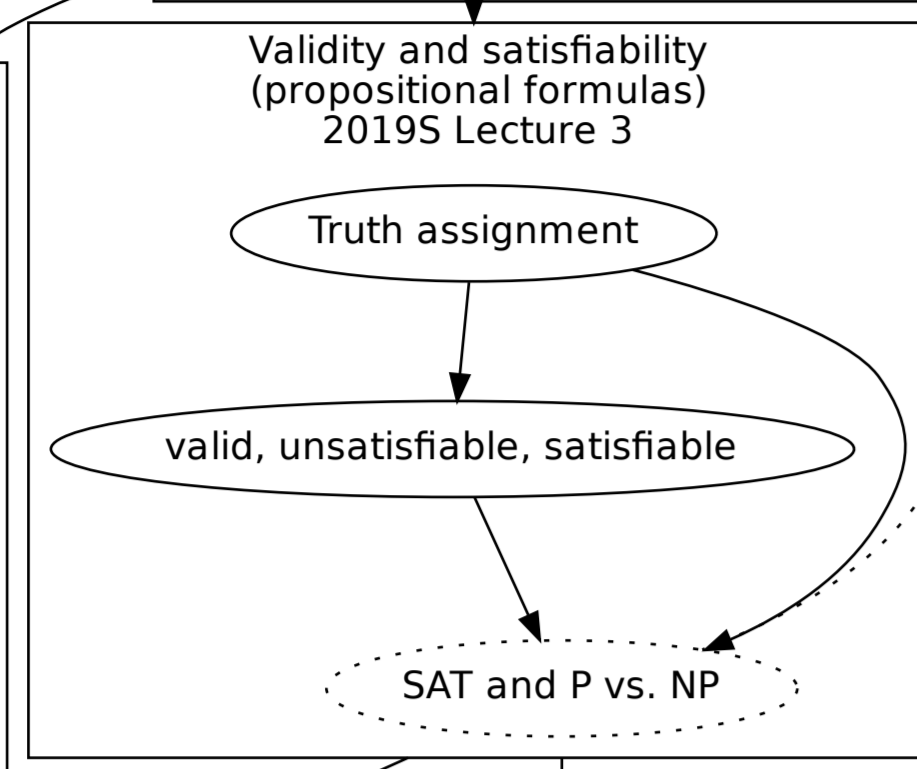 Validity and satisfiability
(propositional formulas)
2019S Lecture 3
Truth assignment
valid, unsatisfiable, satisfiable
SAT and P vs. NP